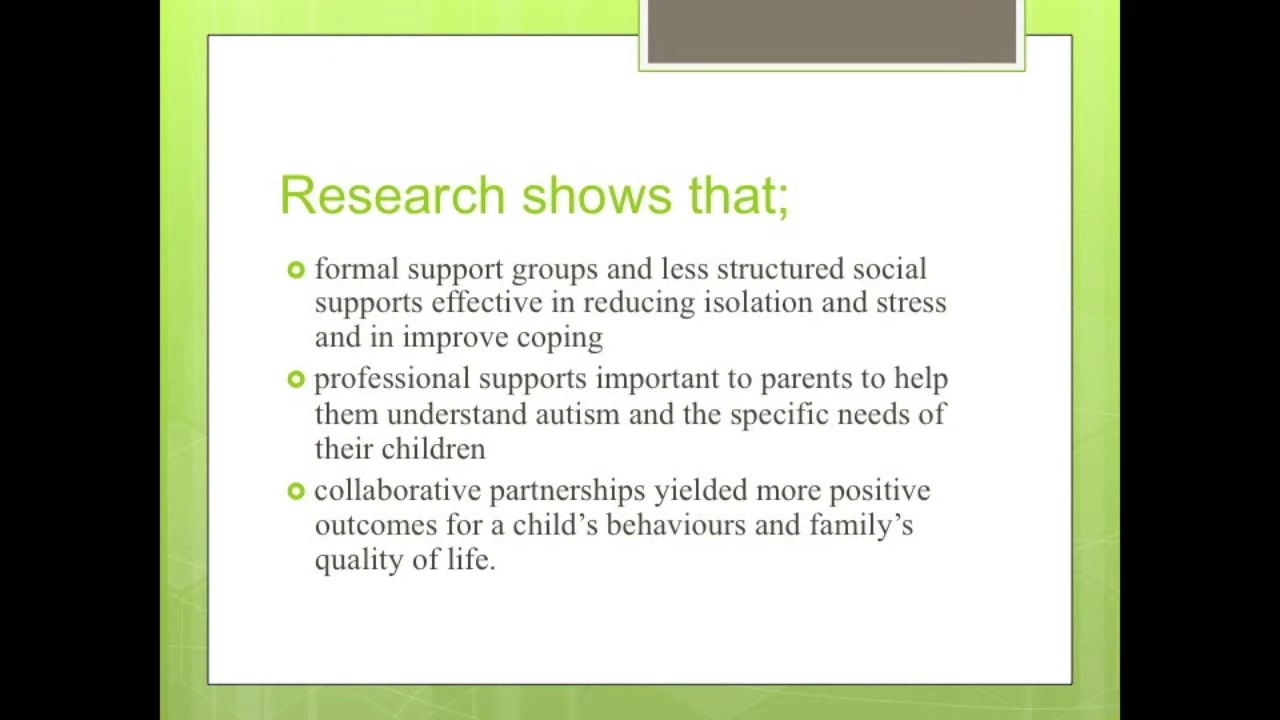 Research shows that;
formal support groups and less structured social
supports effective in reducing isolation and stress
and in improve coping
professional supports important to parents to help
them understand autism and the specific needs of
their children
collaborative partnerships yielded more positive
outcomes for a child’s behaviours and family’s
quality of life.